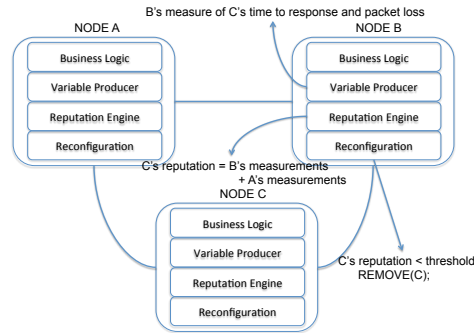 B's measure of C's time to response and packet loss
NODE A
NODE B
Business Logic
Variable Producer
Reputation Engine
Reconfiguration
Business Logic
Variable Producer
Reputation Engine
Reconfiguration
C's reputation = B's measurements
+ A's measurements
NODE C
Business Logic
Variable Producer
Reputation Engine
Reconfiguration
C's reputation < threshold
REMOVE(C);